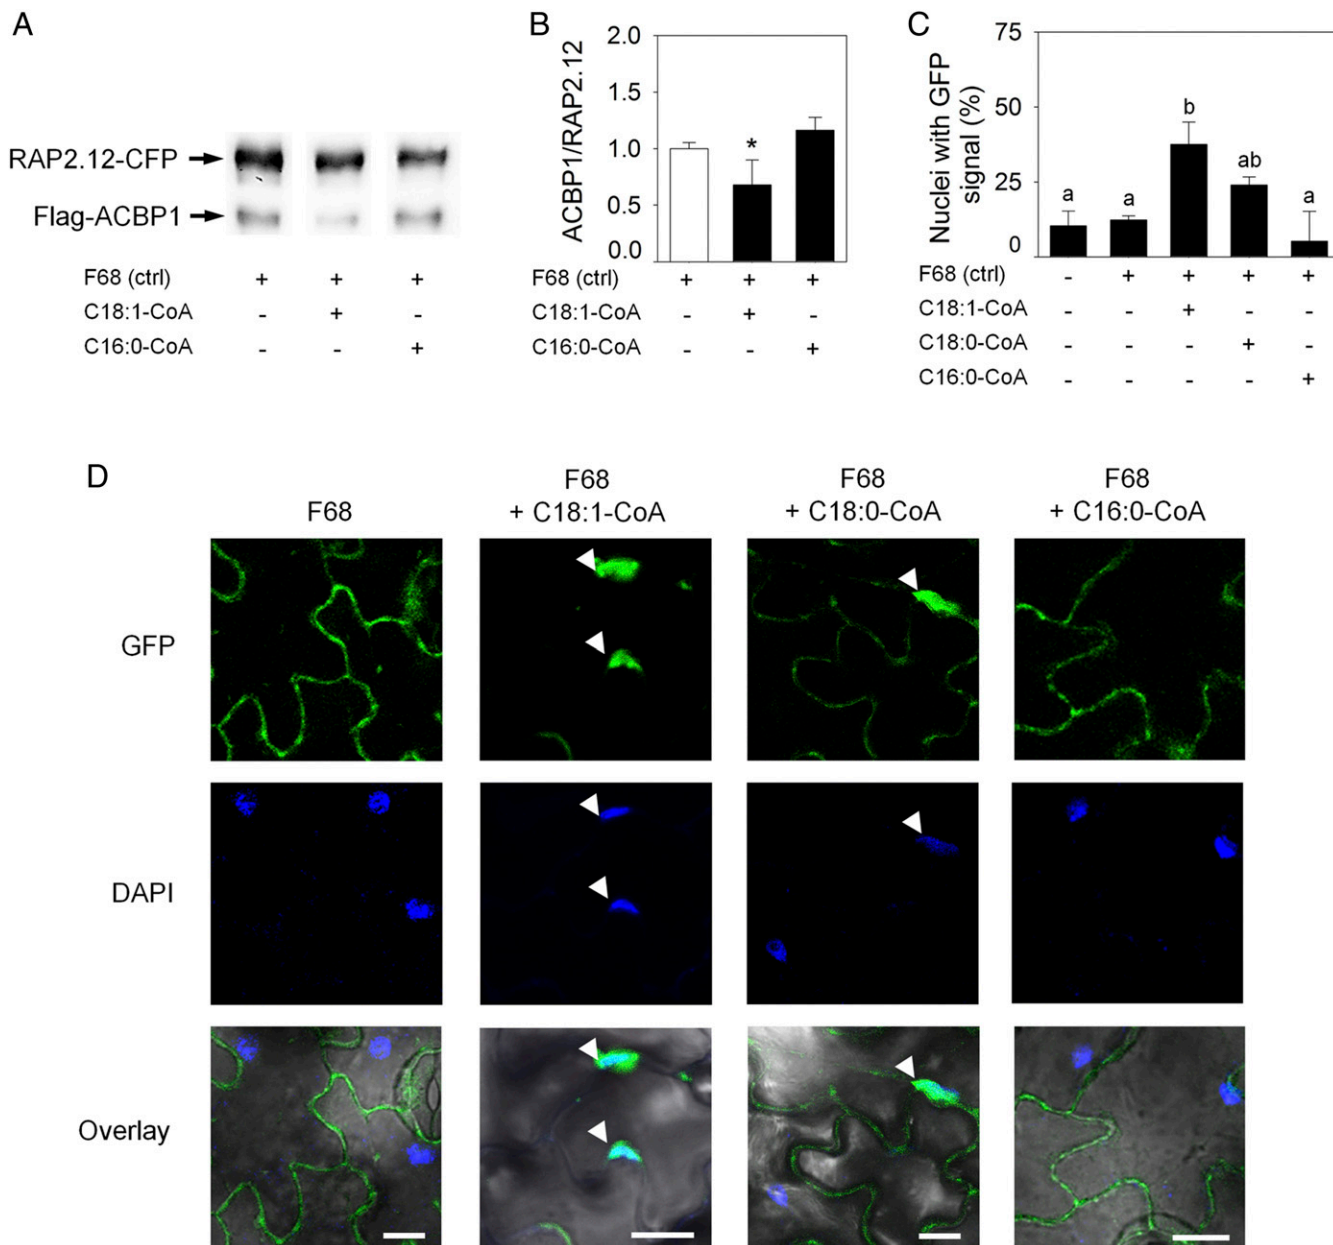 A
RAP2.12-CFP
Flag-ACBP1
F68 (ctrl) + + +
C18:1-CoA - + -
C16:0-CoA - - +
B
ACBP1/RAP2.12
2.0
1.5
1.0
0.5
0.0
*
F68 (ctrl) + + +
C18:1-CoA - + -
C16:0-CoA - - +
C
Nuclei with GFP
signal (%)
75
50
25
0
a a b ab a
F68 (ctrl) - + + + +
C18:1-CoA - - + - -
C18:0-CoA - - - + -
C16:0-CoA - - - - +
D
F68
F68
+ C18:1-CoA
F68
+ C18:0-CoA
F68
+ C16:0-CoA
GFP
DAPI
Overlay